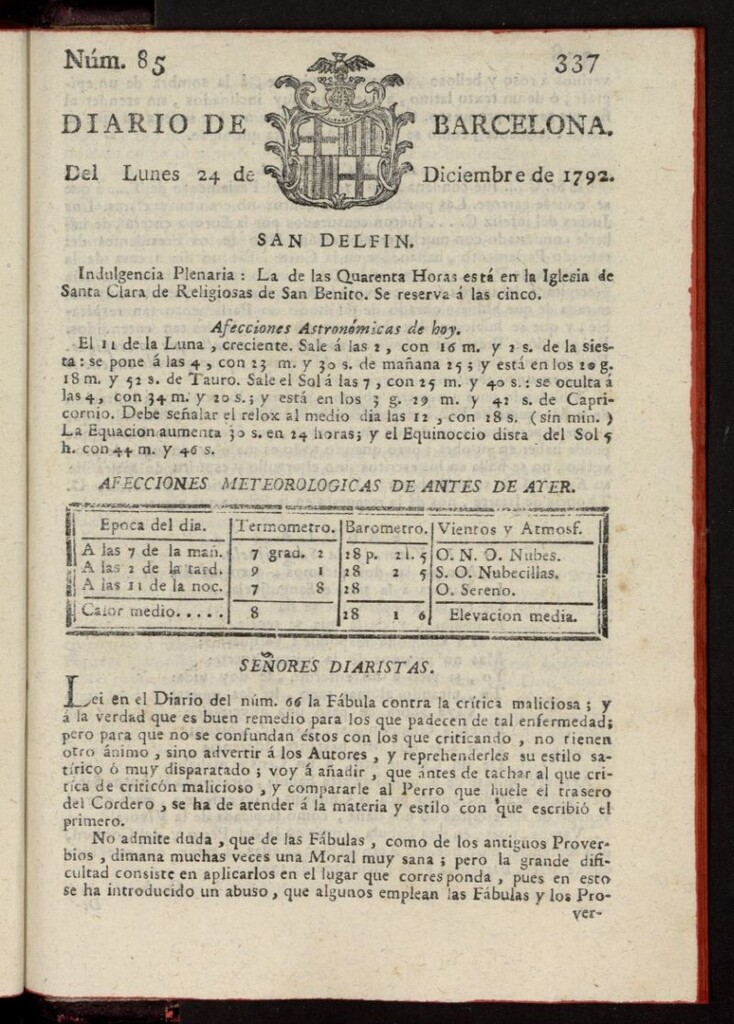 Núm. 85 337
DIARIO DE BARCELONA.
Del Lunes 24 de Diciembre de 1792.
SAN DELFIN.
Indulgencia Plenaria : La de las Quarenta Horas está en la Iglesia de
Santa Clara de Religiosas de San Benito. Se reserva á las cinco.
Afecciones Astronómicas de hoy.
El 11 de la Luna , creciente. Sale á las 2 , con 16 m. y 2 s. de la sies-
ta : se pone á las 4 , con 23 m. y 30 s. de mañana 25 ; y está en los 20 g.
18 m. y 52 s. de Tauro. Sale el Sol á las 7 , con 25 m. y 40 s. : se oculta á
las 4, con 34 m. y 20 s. ; y está en los 3 g. 29 m. y 42 s. de Capri-
cornio. Debe señalar el relox al medio dia las 12 , con 28 s. (sin min. )
La Equacion aumenta 30 s. en 24 horas; y el Equinoccio dista del Sol 5
h. con 44 m. y 46 s.
AFECCIONES METEOROLOGICAS DE ANTES DE AYER.
Epoca del dia. Termometro. Barometro. Vientos y Atmosf.
A las 7 de la mañ. 7 grad. 2 28 p. 2 l. 5 O. N. O. Nubes.
A las 2 de la tard. 9 1 28 2 5 S. O. Nubecillas.
A las 11 de la noc. 7 8 28 O. Sereno.
Calor medio..... 8 28 1 6 Elevacion media.
SEÑORES DIARISTAS.
Lei en el Diario del núm. 66 la Fábula contra la crítica maliciosa ; y
á la verdad que es buen remedio para los que padecen de tal enfermedad;
pero para que no se confundan éstos con los que criticando , no tienen
otro ánimo , sino advertir á los Autores , y reprehenderles su estilo sa-
tírico ó muy disparatado ; voy á añadir , que ántes de tachar al que cri-
tica de criticón malicioso , y compararle al Perro que huele el trasero
del Cordero , se ha de atender á la materia y estilo con que escribió el
primero.
No admite duda , que de las Fábulas , como de los antiguos Prover-
bios , dimana muchas veces una Moral muy sana ; pero la grande difi-
cultad consiste en aplicarlos en el lugar que corresponda , pues en esto
se ha introducido un abuso , que algunos emplean las Fábulas y los Pro-
ver-